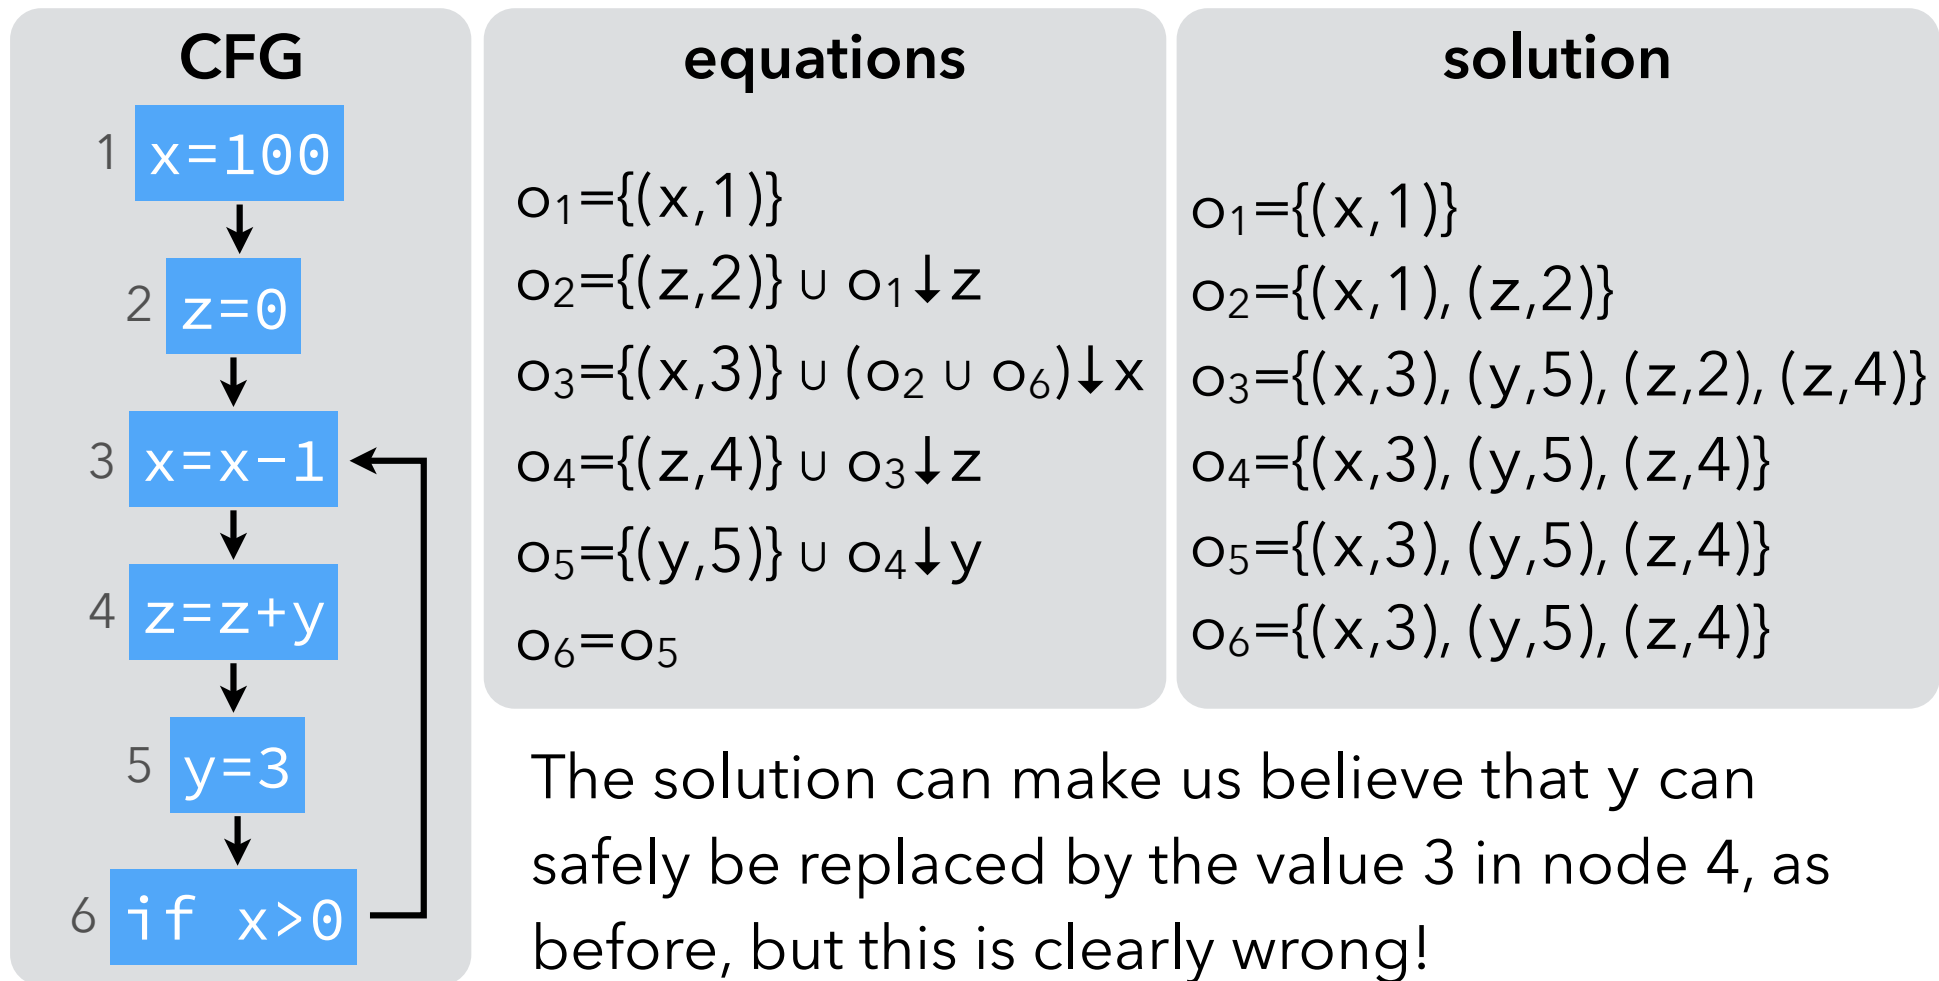 CFG
1 x=100
2 z=0
3 x=x-1
4 z=z+y
5 y=3
6 if x>0
equations
o₁={(x,1)}
o₂={(z,2)} ∪ o₁↓z
o₃={(x,3)} ∪ (o₂ ∪ o₆)↓x
o₄={(z,4)} ∪ o₃↓z
o₅={(y,5)} ∪ o₄↓y
o₆=o₅
solution
o₁={(x,1)}
o₂={(x,1), (z,2)}
o₃={(x,3), (y,5), (z,2), (z,4)}
o₄={(x,3), (y,5), (z,4)}
o₅={(x,3), (y,5), (z,4)}
o₆={(x,3), (y,5), (z,4)}
The solution can make us believe that y can
safely be replaced by the value 3 in node 4, as
before, but this is clearly wrong!